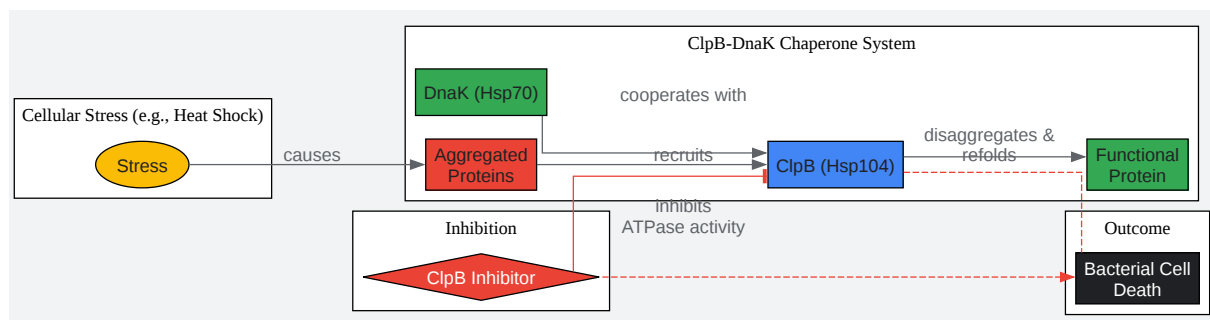 ClpB-DnaK Chaperone System
DnaK (Hsp70)
cooperates with
Cellular Stress (e.g., Heat Shock)
Stress
causes
Aggregated
Proteins
recruits
ClpB (Hsp104)
disaggregates &
refolds
Functional
Protein
inhibits
ATPase activity
Inhibition
ClpB Inhibitor
Outcome
Bacterial Cell
Death